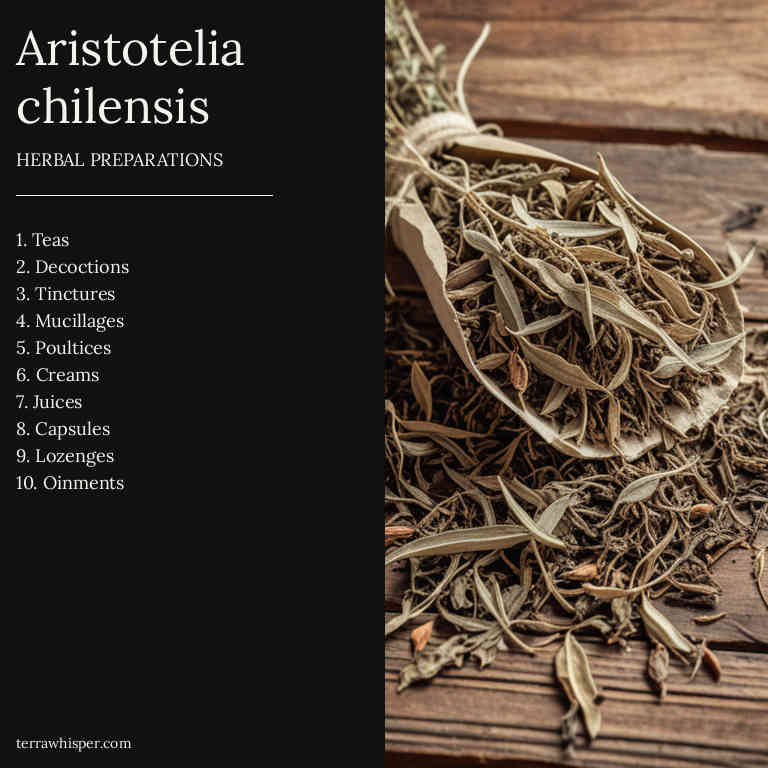 Aristotelia
chilensis
HERBAL PREPARATIONS
1. Teas
2. Decoctions
3. Tinctures
4. Mucillages
5. Poultices
6. Creams
7. Juices
8. Capsules
9. Lozenges
10. Oinments
terrawhisper.com